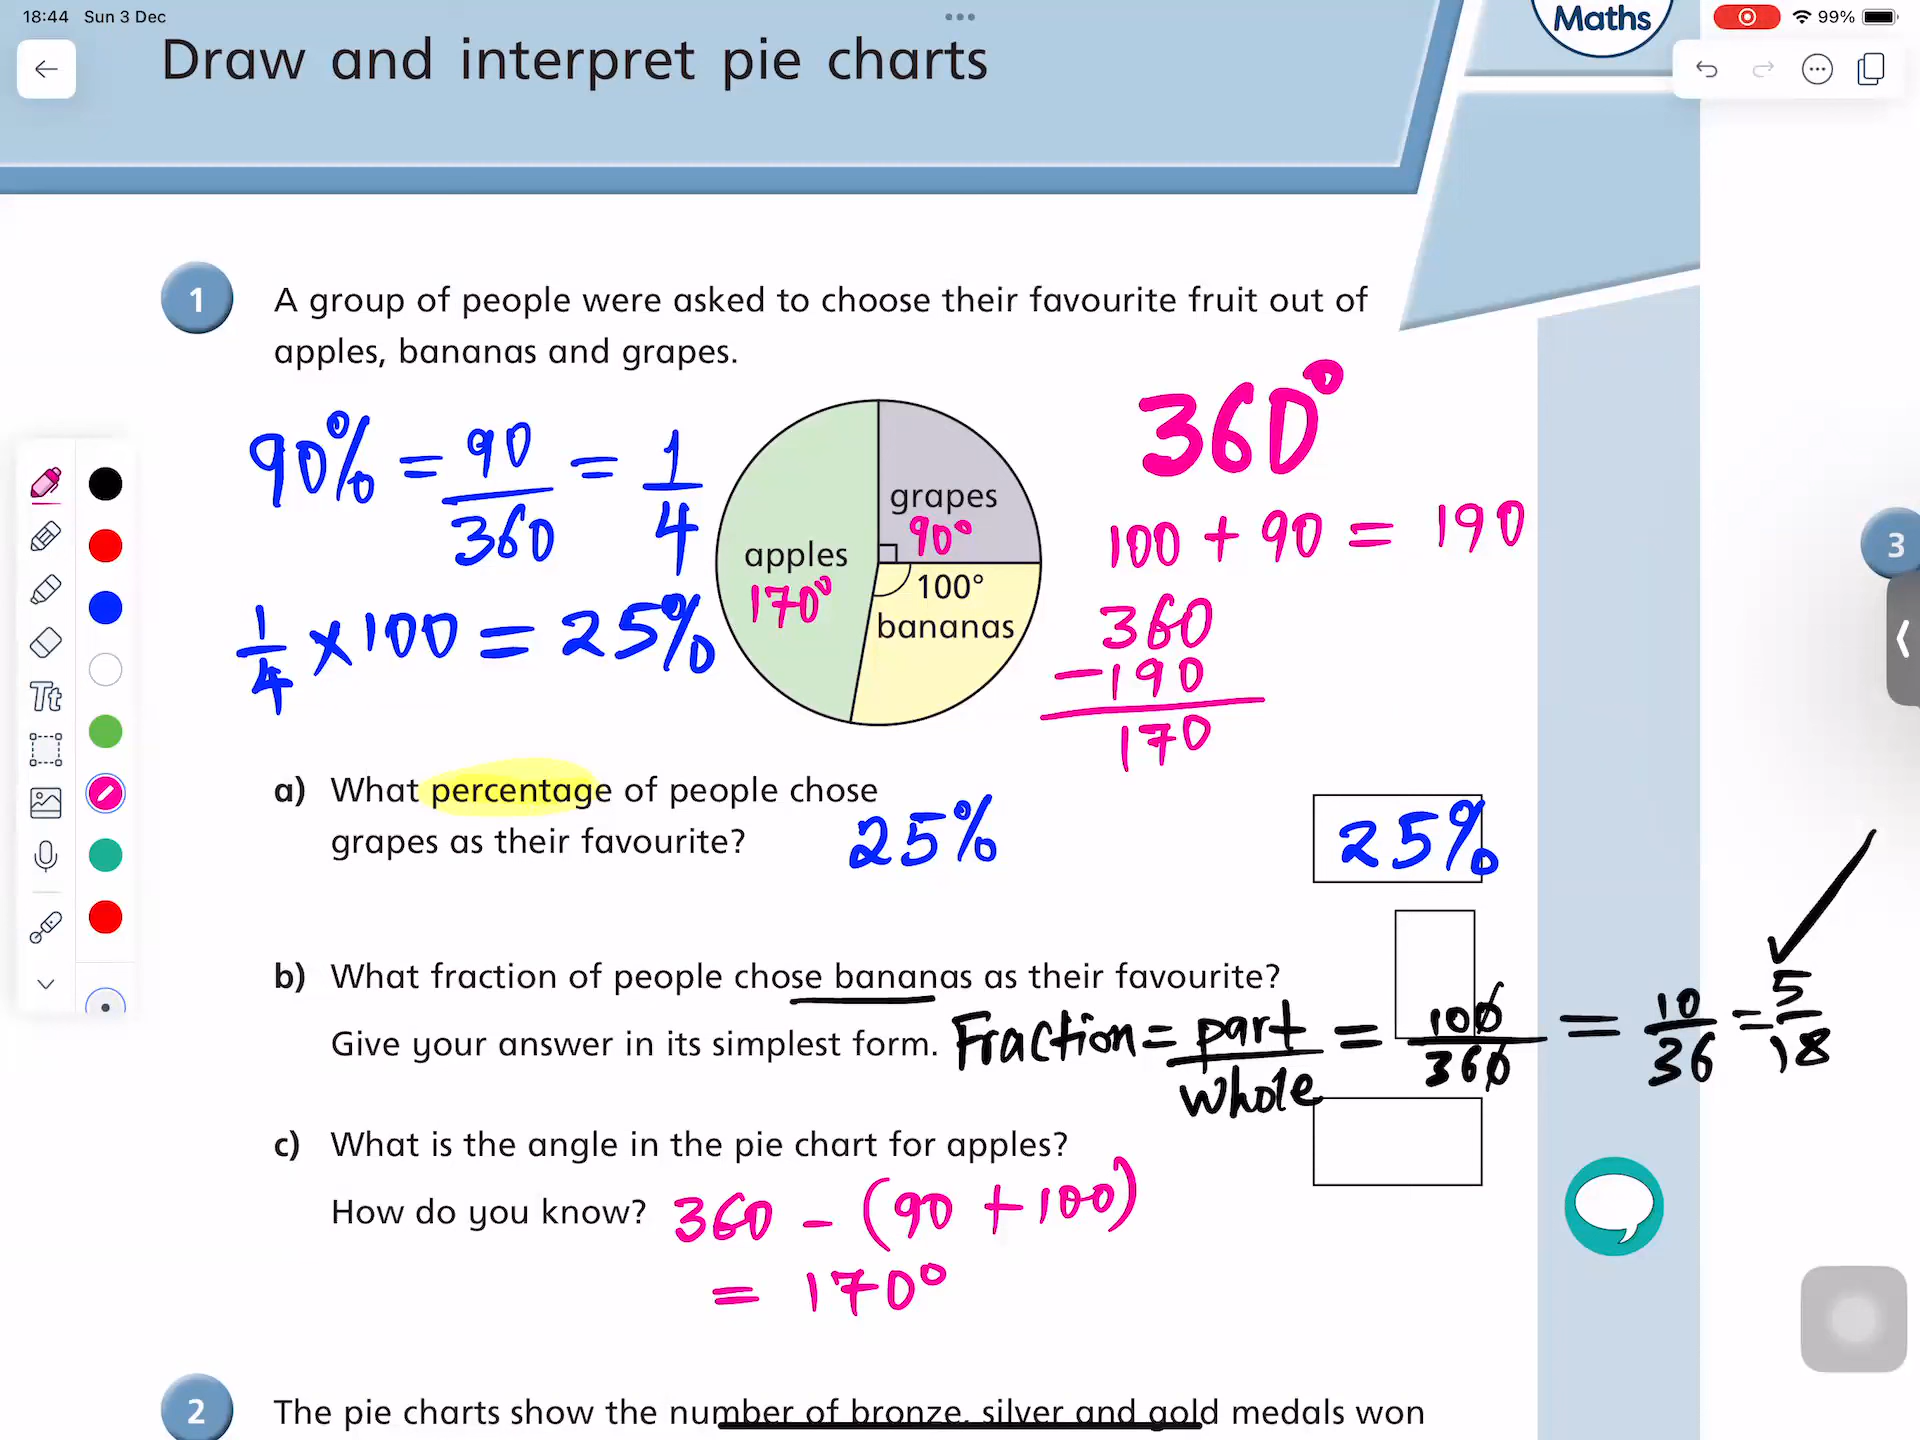 18:44 Sun 3 Dec
99%
Maths
Draw and interpret pie charts
1
A group of people were asked to choose their favourite fruit out of
apples, bananas and grapes.
90% = 90/360 = 1/4
1/4 × 100 = 25%
grapes
90°
apples
170°
100°
bananas
360°
100 + 90 = 190
360
-190
170
3
Tt
a) What percentage of people chose
grapes as their favourite?
25%
25%
b) What fraction of people chose bananas as their favourite?
Give your answer in its simplest form.
Fraction = part/whole = 100/360 = 10/36 = 5/18
c) What is the angle in the pie chart for apples?
How do you know?
360 - (90 + 100)
= 170°
2
The pie charts show the number of bronze, silver and gold medals won